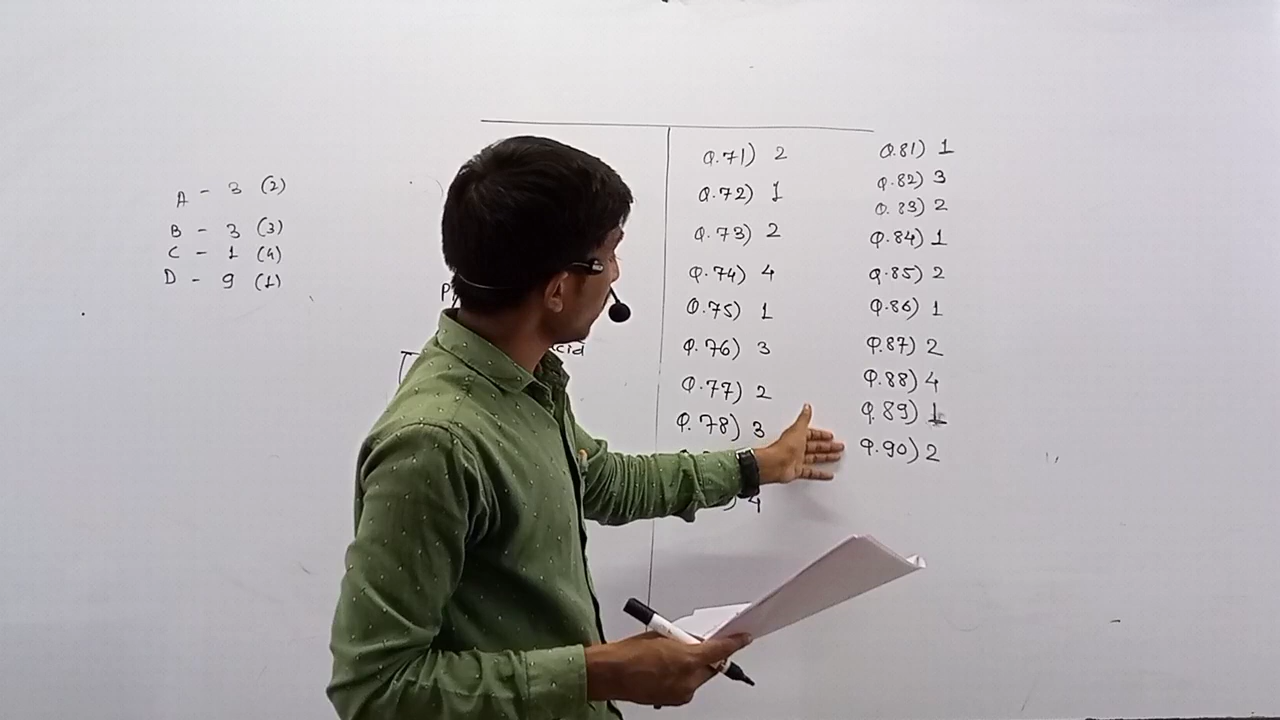 A - 3 (2)
B - 3 (3)
C - 1 (4)
D - 9 (1)
Q.71) 2
Q.72) 1
Q.73) 2
Q.74) 4
Q.75) 1
Q.76) 3
Q.77) 2
Q.78) 3
) 4
Q.81) 1
Q.82) 3
Q.83) 2
Q.84) 1
Q.85) 2
Q.86) 1
Q.87) 2
Q.88) 4
Q.89) 1
Q.90) 2